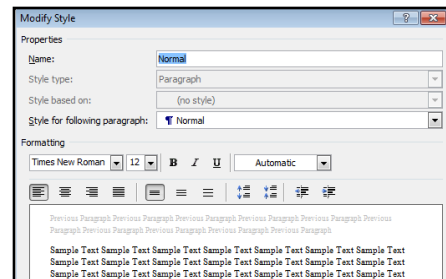 Modify Style
Properties
Name: Normal
Style type: Paragraph
Style based on: (no style)
Style for following paragraph: ¶ Normal
Formatting
Times New Roman 12 B I U Automatic
Previous Paragraph Previous Paragraph Previous Paragraph Previous Paragraph Previous Paragraph Previous
Paragraph Previous Paragraph Previous Paragraph Previous Paragraph Previous Paragraph
Sample Text Sample Text Sample Text Sample Text Sample Text Sample Text Sample Text
Sample Text Sample Text Sample Text Sample Text Sample Text Sample Text Sample Text
Sample Text Sample Text Sample Text Sample Text Sample Text Sample Text Sample Text